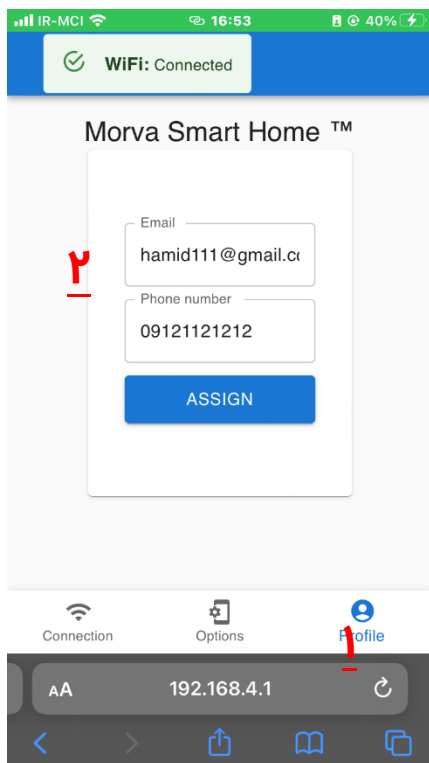 IR-MCI 16:53 40%
WiFi: Connected
Morva Smart Home ™
Email
hamid111@gmail.co
۲
Phone number
09121121212
ASSIGN
Connection Options Profile
۱
AA 192.168.4.1